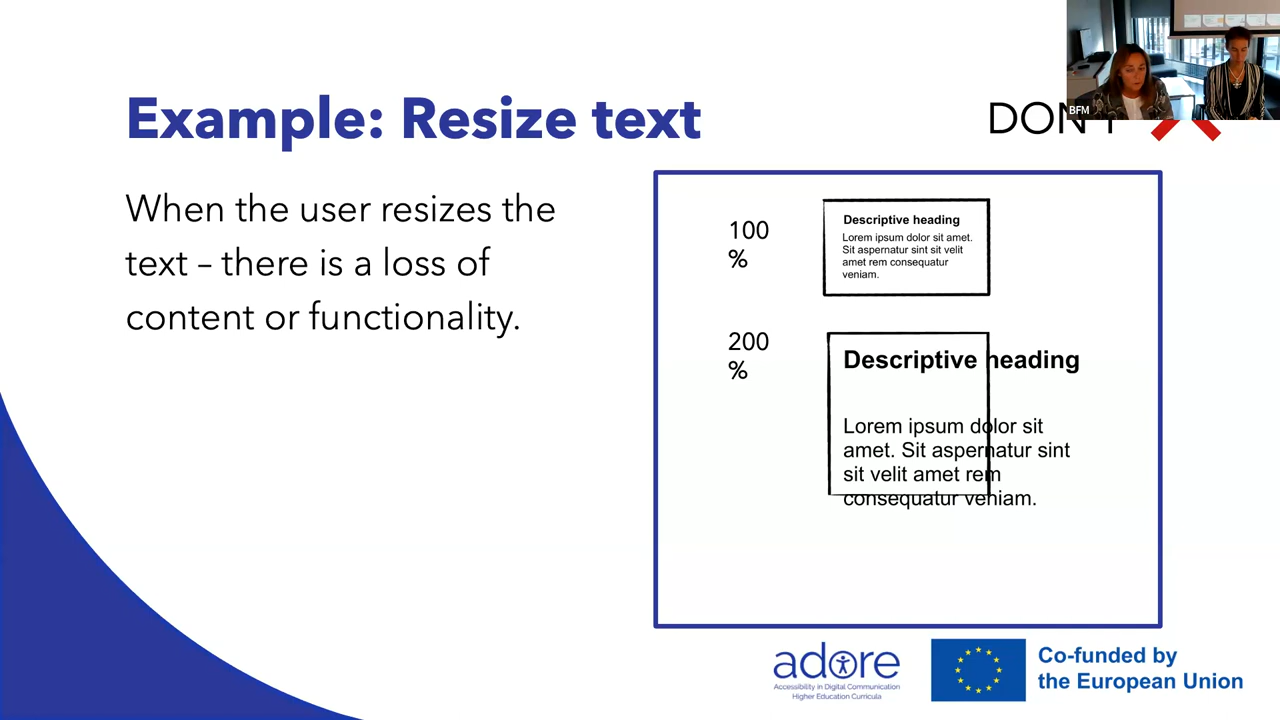 BFM
Example: Resize text
DON'T
When the user resizes the
text – there is a loss of
content or functionality.
100
%
Descriptive heading
Lorem ipsum dolor sit amet.
Sit aspernatur sint sit velit
amet rem consequatur
veniam.
200
%
Descriptive heading
Lorem ipsum dolor sit
amet. Sit aspernatur sint
sit velit amet rem
consequatur veniam.
adore
Accessibility in Digital Communication
Higher Education Curricula
Co-funded by
the European Union